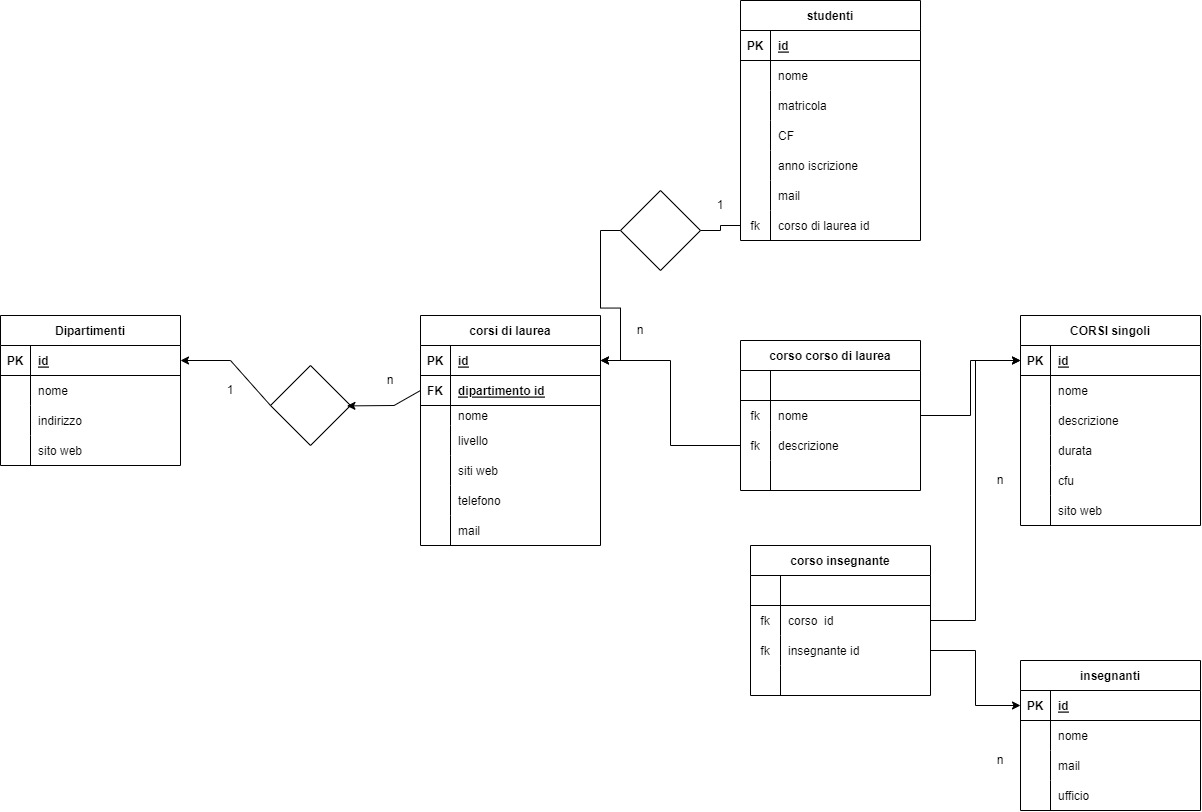 studenti
PK id
nome
matricola
CF
anno iscrizione
mail
fk corso di laurea id
1
n
Dipartimenti
PK id
nome
indirizzo
sito web
1
n
corsi di laurea
PK id
FK dipartimento id
nome
livello
siti web
telefono
mail
corso corso di laurea
fk nome
fk descrizione
CORSI singoli
PK id
nome
descrizione
durata
cfu
sito web
n
corso insegnante
fk corso id
fk insegnante id
insegnanti
PK id
nome
mail
ufficio
n